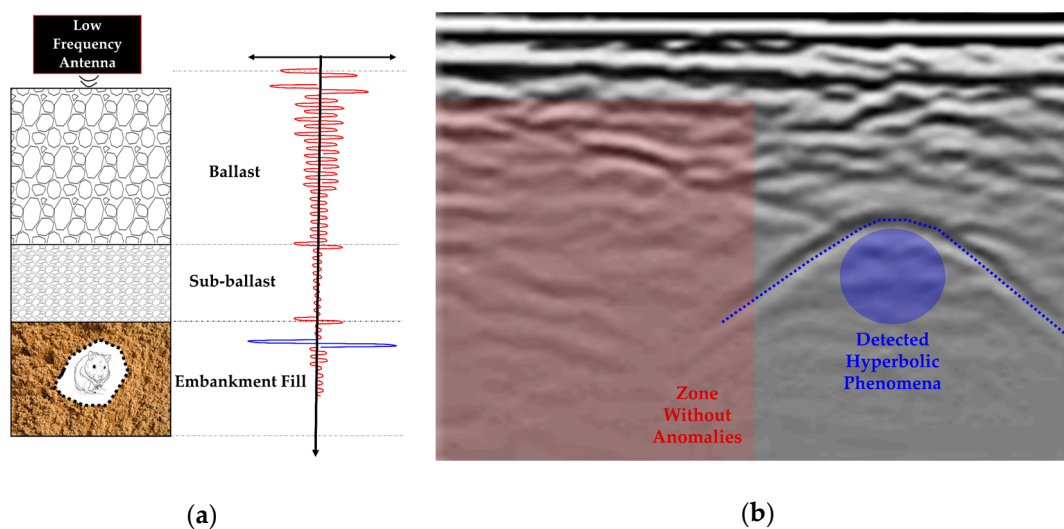 Low
Frequency
Antenna
Ballast
Sub-ballast
Embankment Fill
(a)
Zone
Without
Anomalies
Detected
Hyperbolic
Phenomena
(b)